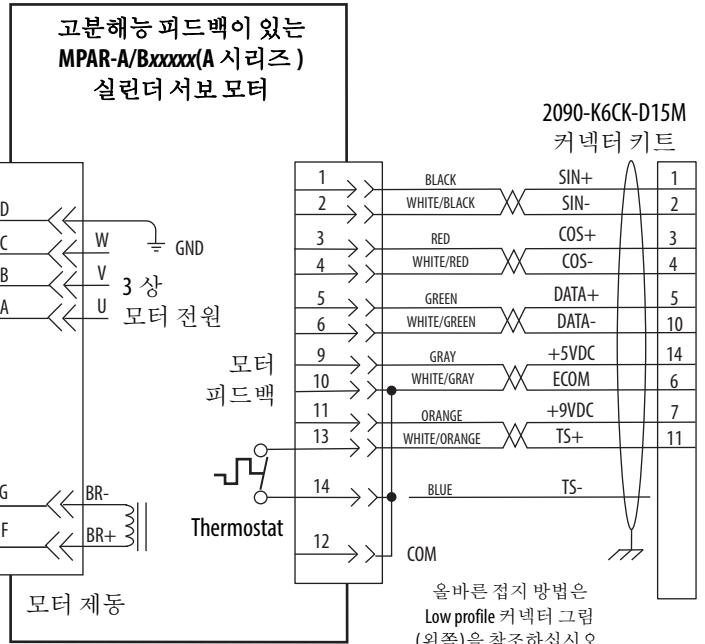 고분해능 피드백이 있는
MPAR-A/Bxxxxx(A 시리즈 )
실린더 서보 모터
2090-K6CK-D15M
커넥터 키트
1 BLACK SIN+ 1
2 WHITE/BLACK SIN- 2
D GND
3 RED COS+ 3
C W
4 WHITE/RED COS- 4
B V
3 상
5 GREEN DATA+ 5
A U
모터 전원
6 WHITE/GREEN DATA- 10
9 GRAY +5VDC 14
모터
피드백
10 WHITE/GRAY ECOM 6
11 ORANGE +9VDC 7
13 WHITE/ORANGE TS+ 11
G BR-
14 BLUE TS-
F BR+
Thermostat
12 COM
모터 제동
올바른 접지 방법은
Low profile 커넥터 그림
(왼쪽)을 참조하십시오